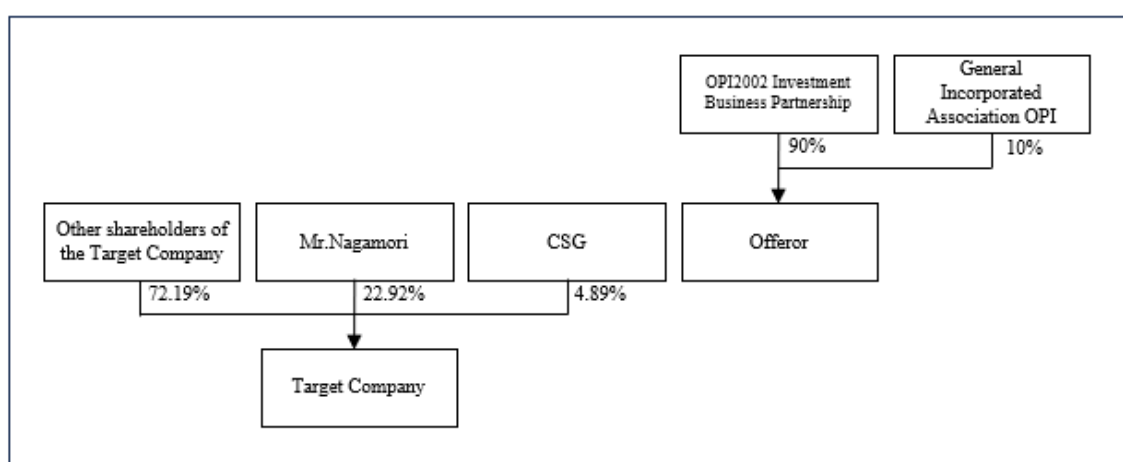 OPI2002 Investment
Business Partnership
General
Incorporated
Association OPI
90%
10%
Other shareholders of
the Target Company
Mr.Nagamori
CSG
Offeror
72.19%
22.92%
4.89%
Target Company